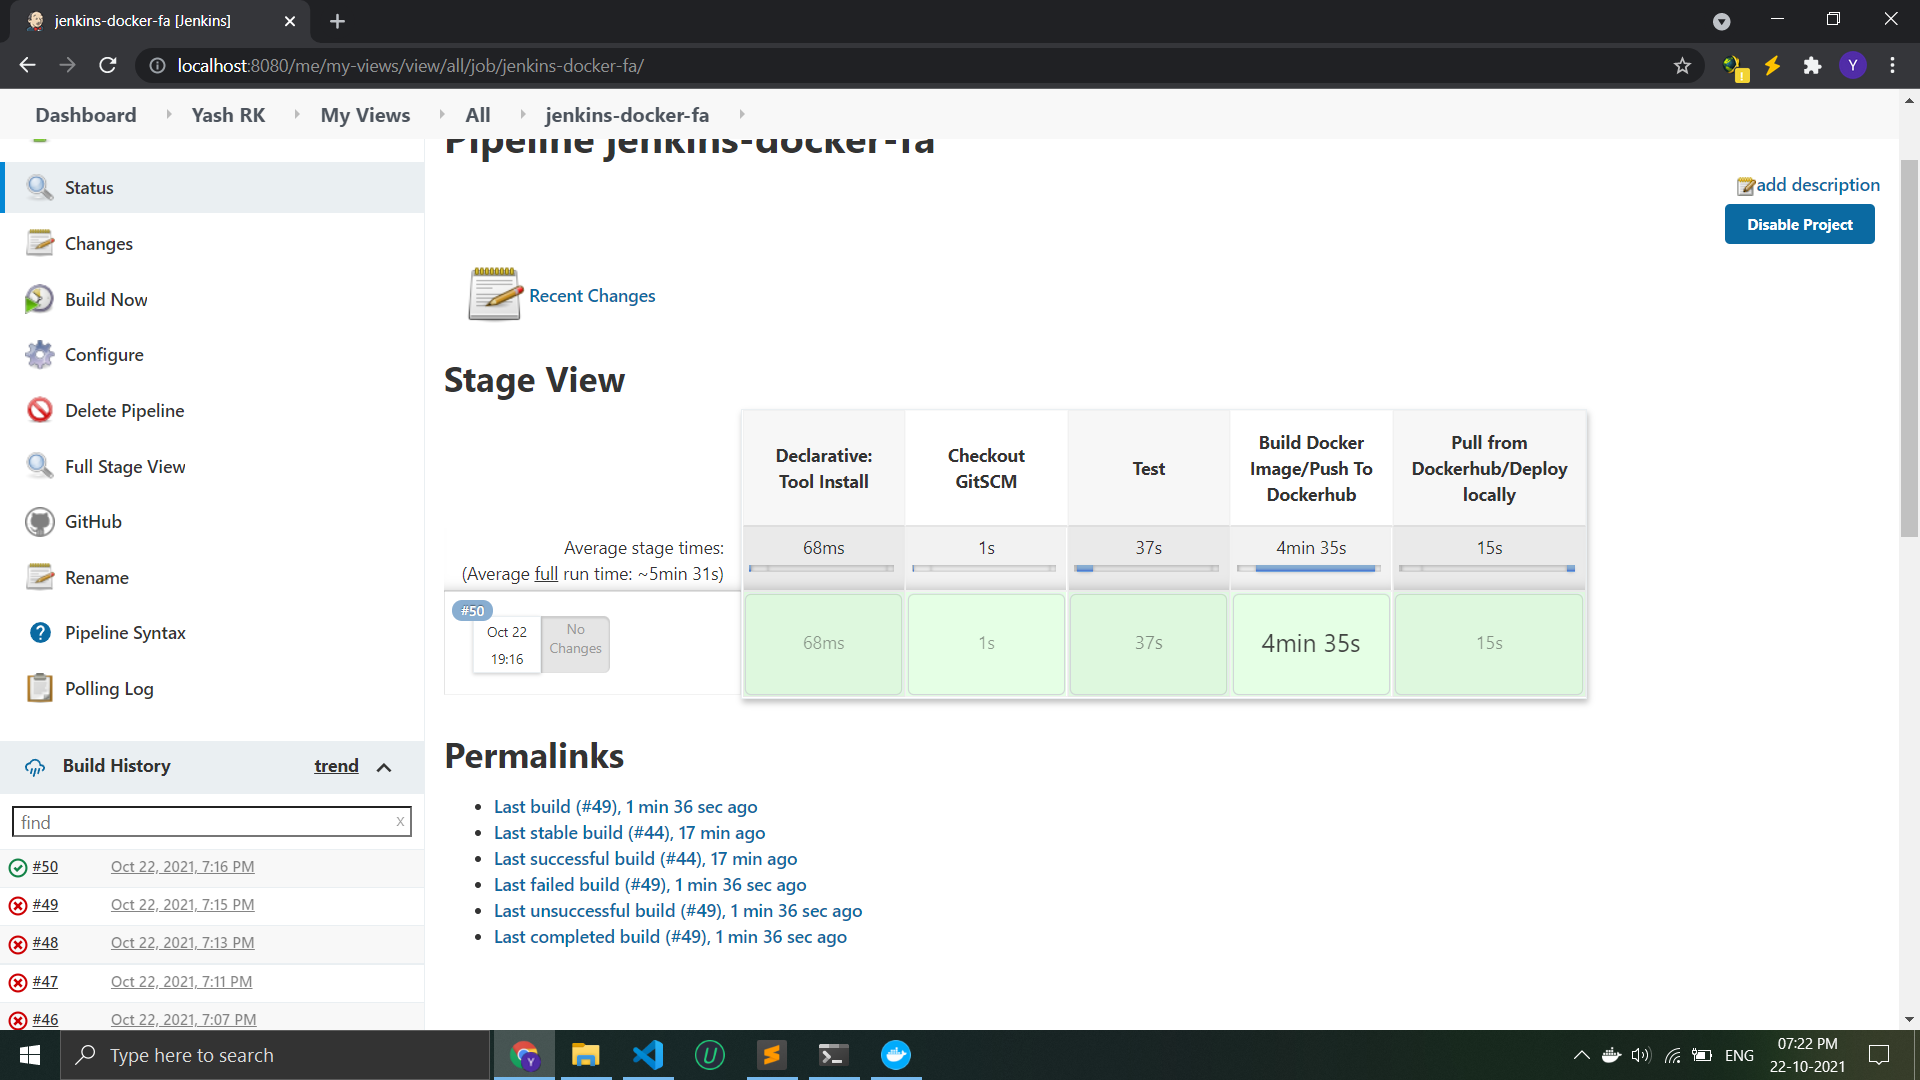 jenkins-docker-fa [Jenkins]
localhost:8080/me/my-views/view/all/job/jenkins-docker-fa/
Y
Dashboard
Yash RK
My Views
All
jenkins-docker-fa
Pipeline jenkins-docker-fa
add description
Disable Project
Status
Changes
Build Now
Configure
Delete Pipeline
Full Stage View
GitHub
Rename
Pipeline Syntax
Polling Log
Recent Changes
Stage View
Declarative:
Tool Install
Checkout
GitSCM
Test
Build Docker
Image/Push To
Dockerhub
Pull from
Dockerhub/Deploy
locally
Average stage times:
(Average full run time: ~5min 31s)
68ms
1s
37s
4min 35s
15s
#50
Oct 22
19:16
No
Changes
68ms
1s
37s
4min 35s
15s
Permalinks
Last build (#49), 1 min 36 sec ago
Last stable build (#44), 17 min ago
Last successful build (#44), 17 min ago
Last failed build (#49), 1 min 36 sec ago
Last unsuccessful build (#49), 1 min 36 sec ago
Last completed build (#49), 1 min 36 sec ago
Build History
trend
find
x
#50 Oct 22, 2021, 7:16 PM
#49 Oct 22, 2021, 7:15 PM
#48 Oct 22, 2021, 7:13 PM
#47 Oct 22, 2021, 7:11 PM
#46 Oct 22, 2021, 7:07 PM
Type here to search
ENG
07:22 PM
22-10-2021